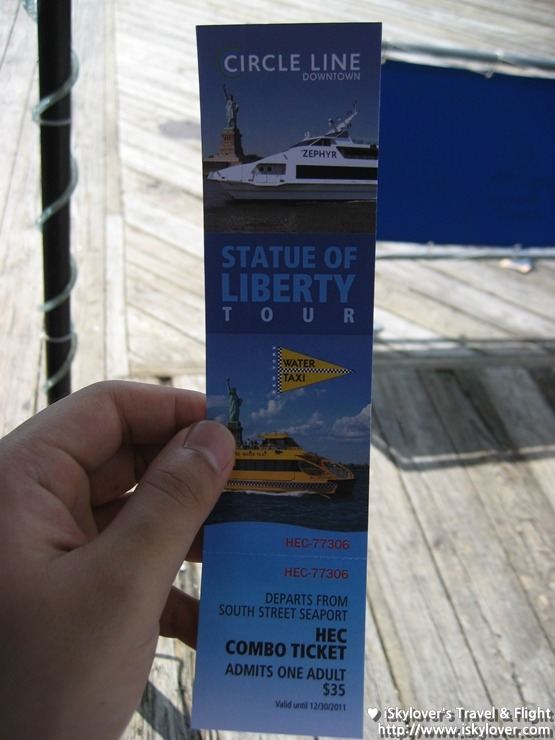 CIRCLE LINE
DOWNTOWN
ZEPHYR
STATUE OF
LIBERTY
TOUR
WATER
TAXI
HEC-77306
HEC-77306
DEPARTS FROM
SOUTH STREET SEAPORT
HEC
COMBO TICKET
ADMITS ONE ADULT
$35
Valid until 12/30/2011
♥ iSkylover's Travel & Flight
http://www.iskylover.com